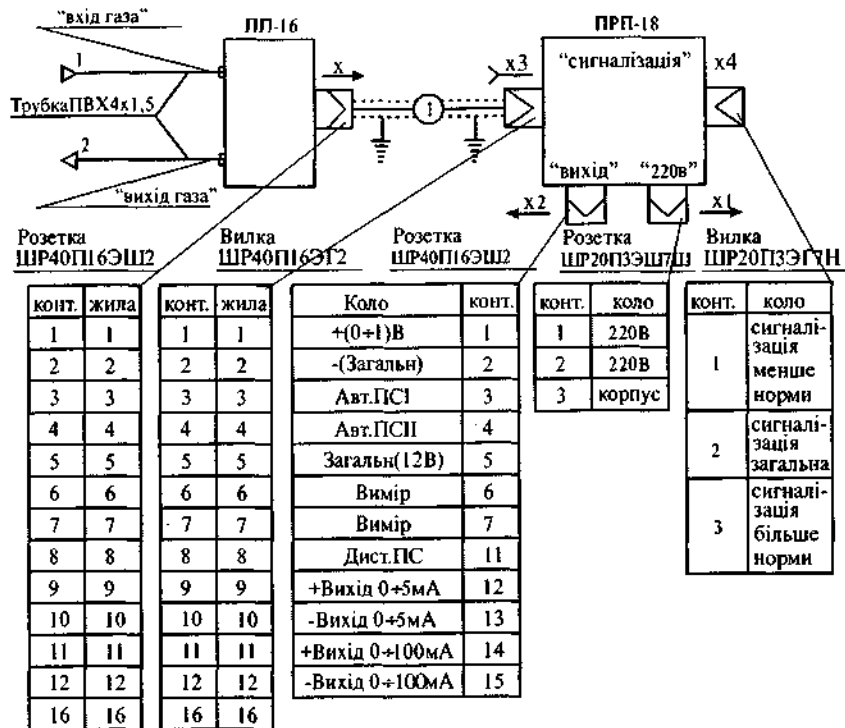 "вхід газа"
ПП-16
ПРП-18
1
х
х3
"сигналізація"
х4
ТрубкаПВХ4х1,5
1
2
"вихід" "220в"
"вихід газа"
х2
х1
Розетка
ШР40П16ЭШ2
Вилка
ШР40П16ЭГ2
Розетка
ШР40П16ЭШ2
Розетка
ШР20П3ЭШ7Ш
Вилка
ШР20П3ЭГ7Н
конт. жила
1 1
2 2
3 3
4 4
5 5
6 6
7 7
8 8
9 9
10 10
11 11
12 12
16 16
конт. жила
1 1
2 2
3 3
4 4
5 5
6 6
7 7
8 8
9 9
10 10
11 11
12 12
16 16
Коло конт.
+(0÷1)В 1
-(Загальн) 2
Авт.ПСІ 3
Авт.ПСІІ 4
Загальн(12В) 5
Вимір 6
Вимір 7
Дист.ПС 11
+Вихід 0÷5мА 12
-Вихід 0÷5мА 13
+Вихід 0÷100мА 14
-Вихід 0÷100мА 15
конт. коло
1 220В
2 220В
3 корпус
конт. коло
1 сигналі-
зація
менше
норми
2 сигналі-
зація
загальна
3 сигналі-
зація
більше
норми